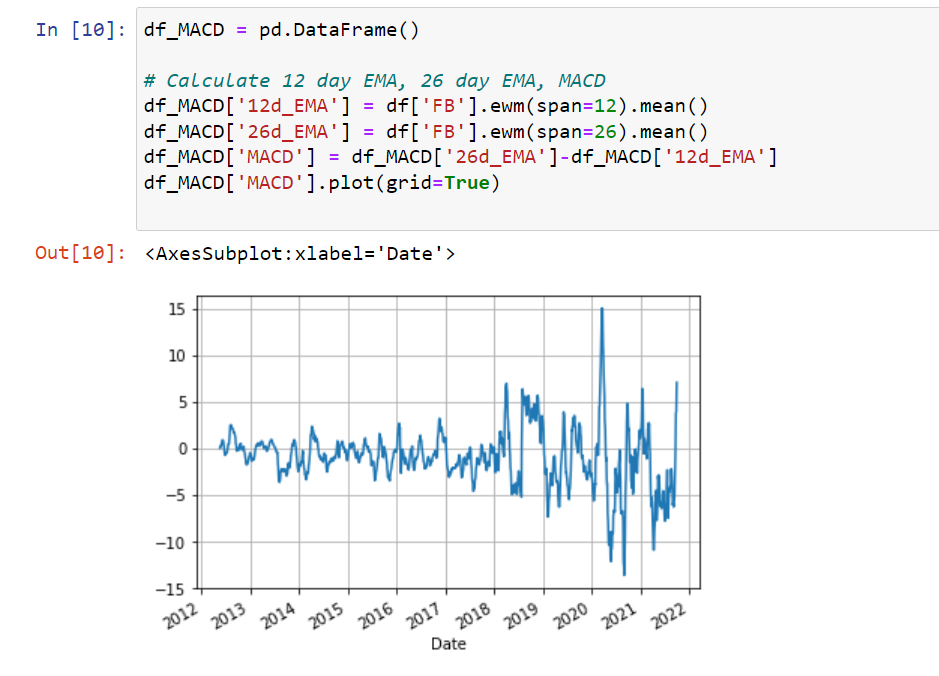 In [10]: df_MACD = pd.DataFrame()
# Calculate 12 day EMA, 26 day EMA, MACD
df_MACD['12d_EMA'] = df['FB'].ewm(span=12).mean()
df_MACD['26d_EMA'] = df['FB'].ewm(span=26).mean()
df_MACD['MACD'] = df_MACD['26d_EMA']-df_MACD['12d_EMA']
df_MACD['MACD'].plot(grid=True)
Out[10]: <AxesSubplot:xlabel='Date'>
15
10
5
0
−5
−10
−15
2012 2013 2014 2015 2016 2017 2018 2019 2020 2021 2022
Date